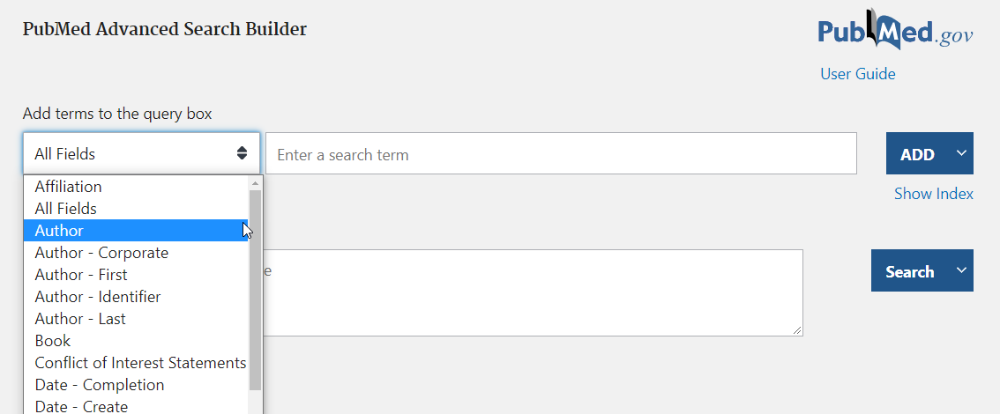 PubMed Advanced Search Builder
PubMed.gov
User Guide
Add terms to the query box
All Fields
Enter a search term
ADD
Show Index
Affiliation
All Fields
Author
Author - Corporate
Author - First
Author - Identifier
Author - Last
Book
Conflict of Interest Statements
Date - Completion
Date - Create
Search